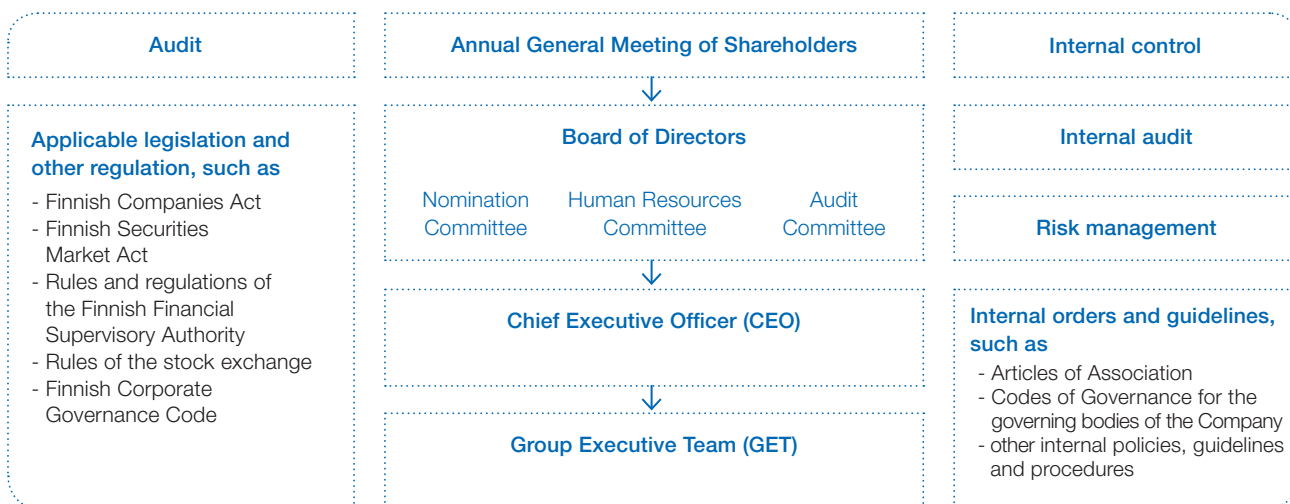 Audit
Applicable legislation and
other regulation, such as
- Finnish Companies Act
- Finnish Securities
Market Act
- Rules and regulations of
the Finnish Financial
Supervisory Authority
- Rules of the stock exchange
- Finnish Corporate
Governance Code
Annual General Meeting of Shareholders
Board of Directors
Nomination
Committee
Human Resources
Committee
Audit
Committee
Chief Executive Officer (CEO)
Group Executive Team (GET)
Internal control
Internal audit
Risk management
Internal orders and guidelines,
such as
- Articles of Association
- Codes of Governance for the
governing bodies of the Company
- other internal policies, guidelines
and procedures